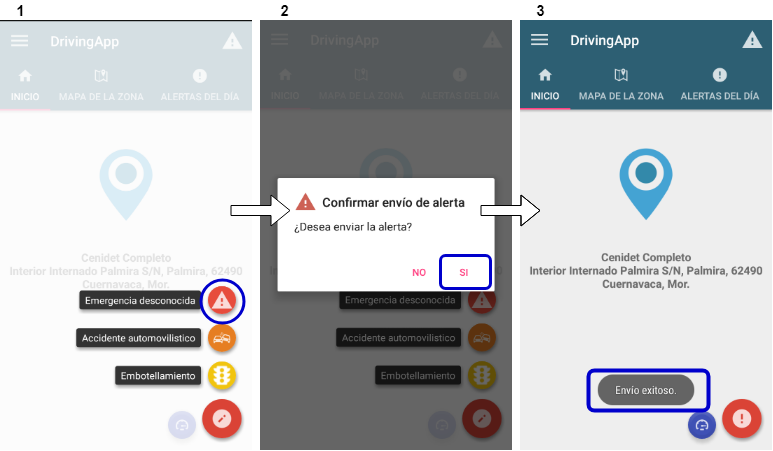 1
DrivingApp
INICIO MAPA DE LA ZONA ALERTAS DEL DÍA
Cenidet Completo
Interior Internado Palmira S/N, Palmira, 62490
Cuernavaca, Mor.
Emergencia desconocida
Accidente automovilistico
Embotellamiento
2
DrivingApp
INICIO MAPA DE LA ZONA ALERTAS DEL DÍA
Confirmar envío de alerta
¿Desea enviar la alerta?
NO SI
Emergencia desconocida
Accidente automovilistico
Embotellamiento
3
DrivingApp
INICIO MAPA DE LA ZONA ALERTAS DEL DÍA
Cenidet Completo
Interior Internado Palmira S/N, Palmira, 62490
Cuernavaca, Mor.
Envío exitoso.